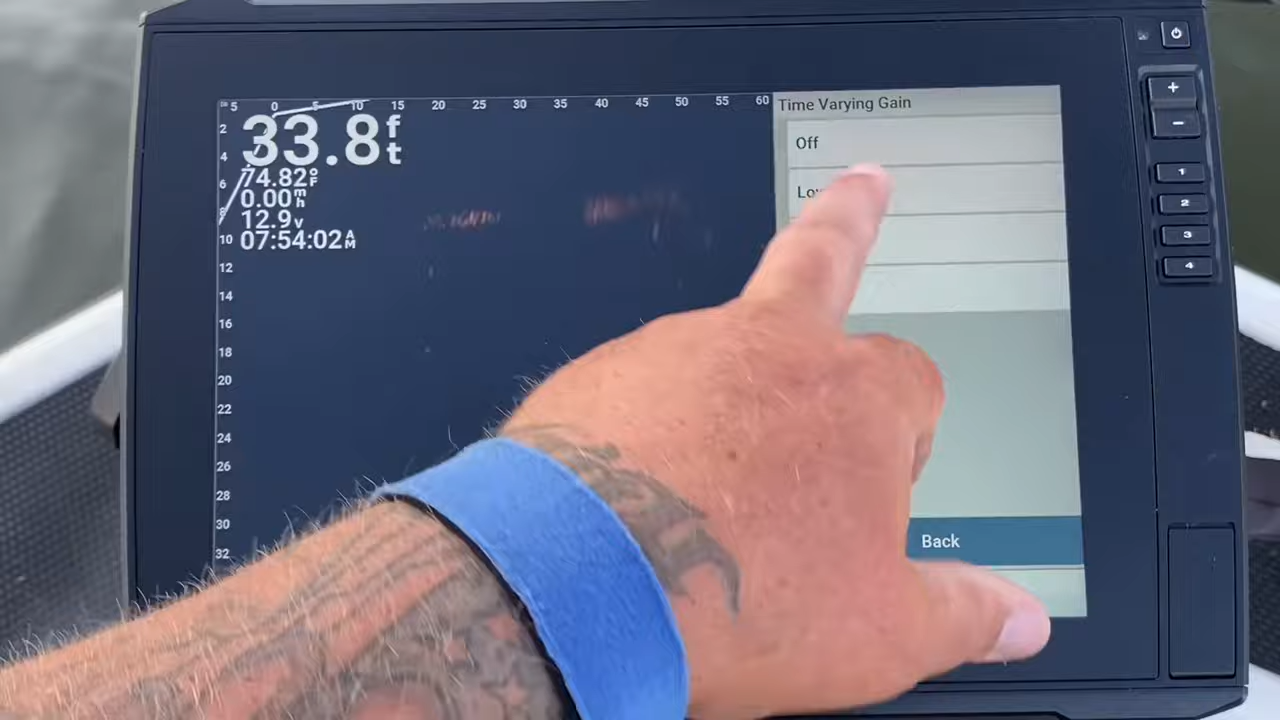 5 0 5 10 15 20 25 30 35 40 45 50 55 60
33.8 ft
74.82°F
0.00mh
12.9v
07:54:02AM
2
4
6
8
10
12
14
16
18
20
22
24
26
28
30
32
Time Varying Gain
Off
Back
+
-
1
2
3
4